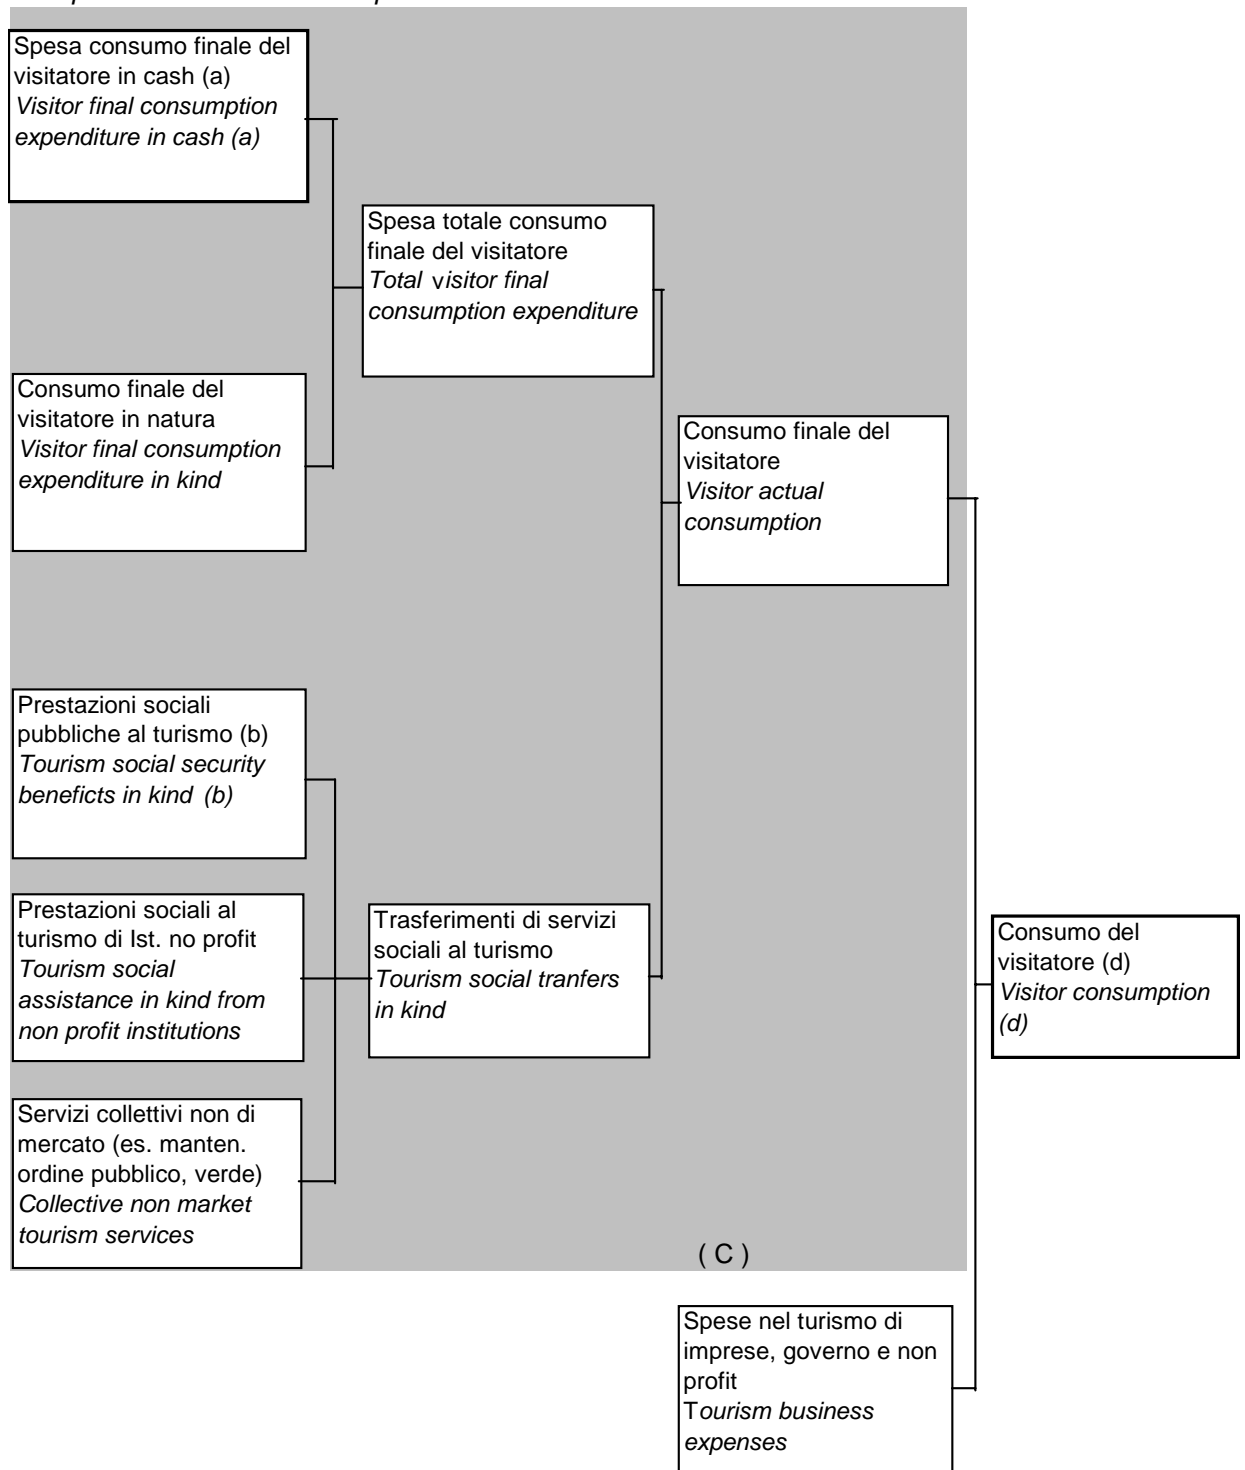 Spesa consumo finale del
visitatore in cash (a)
Visitor final consumption
expenditure in cash (a)
Spesa totale consumo
finale del visitatore
Total visitor final
consumption expenditure
Consumo finale del
visitatore in natura
Visitor final consumption
expenditure in kind
Consumo finale del
visitatore
Visitor actual
consumption
Prestazioni sociali
pubbliche al turismo (b)
Tourism social security
beneficts in kind (b)
Prestazioni sociali al
turismo di Ist. no profit
Tourism social
assistance in kind from
non profit institutions
Trasferimenti di servizi
sociali al turismo
Tourism social tranfers
in kind
Consumo del
visitatore (d)
Visitor consumption
(d)
Servizi collettivi non di
mercato (es. manten.
ordine pubblico, verde)
Collective non market
tourism services
( C )
Spese nel turismo di
imprese, governo e non
profit
Tourism business
expenses